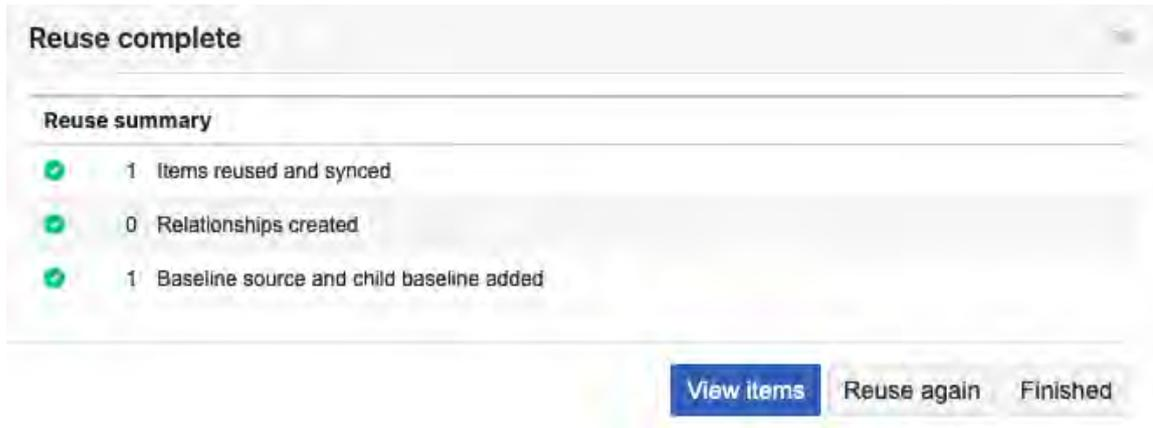 Reuse complete
Reuse summary
1 Items reused and synced
0 Relationships created
1 Baseline source and child baseline added
View items Reuse again Finished